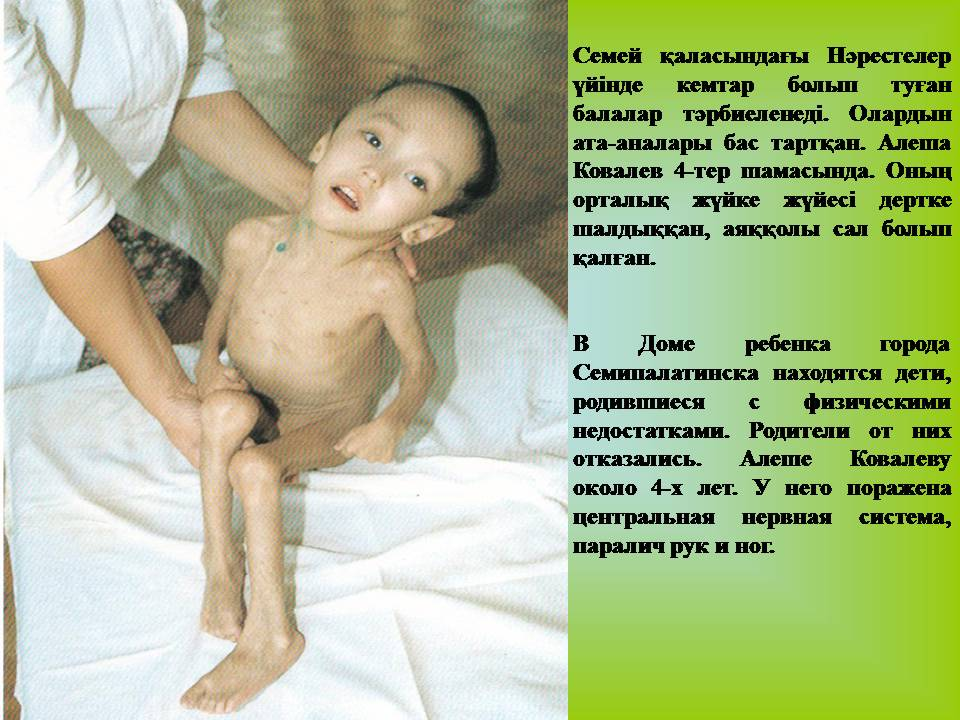 Семей қаласындағы Нәрестелер
үйінде кемтар болып туған
балалар тәрбиеленеді. Олардын
ата-аналары бас тартқан. Алеша
Ковалев 4-тер шамасында. Оның
орталық жүйке жүйесі дертке
шалдыққан, аяққолы сал болып
қалған.
В Доме ребенка города
Семипалатинска находятся дети,
родившиеся с физическими
недостатками. Родители от них
отказались. Алеше Ковалеву
около 4-х лет. У него поражена
центральная нервная система,
паралич рук и ног.